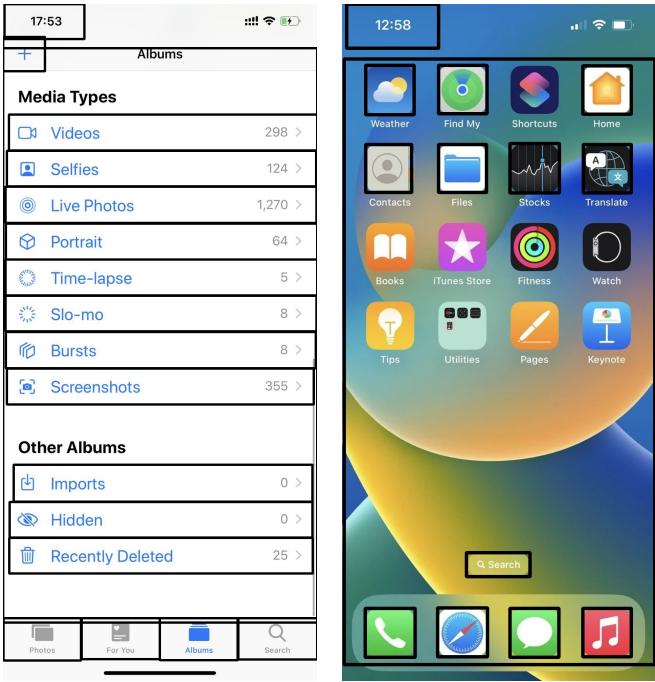 17:53
Albums
Media Types
Videos 298
Selfies 124
Live Photos 1,270
Portrait 64
Time-lapse 5
Slo-mo 8
Bursts 8
Screenshots 355
Other Albums
Imports 0
Hidden 0
Recently Deleted 25
Photos For You Albums Search
12:58
Weather Find My Shortcuts Home
Contacts Files Stocks Translate
A 文
Books iTunes Store Fitness Watch
Tips Utilities Pages Keynote
Search